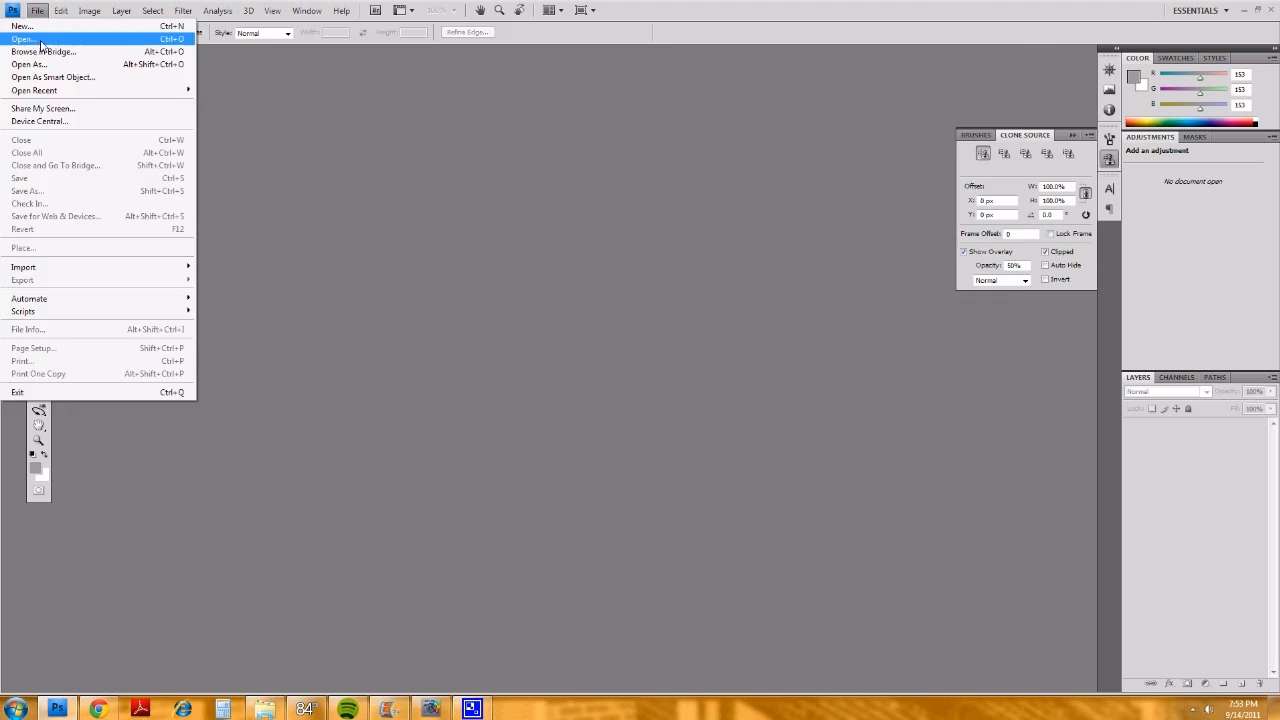 Ps File Edit Image Layer Select Filter Analysis 3D View Window Help Br 100% ESSENTIALS
Style: Normal Width: Height: Refine Edge...
New... Ctrl+N
Open... Ctrl+O
Browse in Bridge... Alt+Ctrl+O
Open As... Alt+Shift+Ctrl+O
Open As Smart Object...
Open Recent
Share My Screen...
Device Central...
Close Ctrl+W
Close All Alt+Ctrl+W
Close and Go To Bridge... Shift+Ctrl+W
Save Ctrl+S
Save As... Shift+Ctrl+S
Check In...
Save for Web & Devices... Alt+Shift+Ctrl+S
Revert F12
Place...
Import
Export
Automate
Scripts
File Info... Alt+Shift+Ctrl+I
Page Setup... Shift+Ctrl+P
Print... Ctrl+P
Print One Copy Alt+Shift+Ctrl+P
Exit Ctrl+Q
BRUSHES CLONE SOURCE
Offset: W: 100.0%
X: 0 px H: 100.0%
Y: 0 px 0.0 °
Frame Offset: 0 Lock Frame
Show Overlay Clipped
Opacity: 50% Auto Hide
Normal Invert
COLOR SWATCHES STYLES
R 153
G 153
B 153
ADJUSTMENTS MASKS
Add an adjustment
No document open
A
LAYERS CHANNELS PATHS
Normal Opacity: 100%
Lock: Fill: 100%
fx
Ps 84° 7:53 PM
9/14/2011